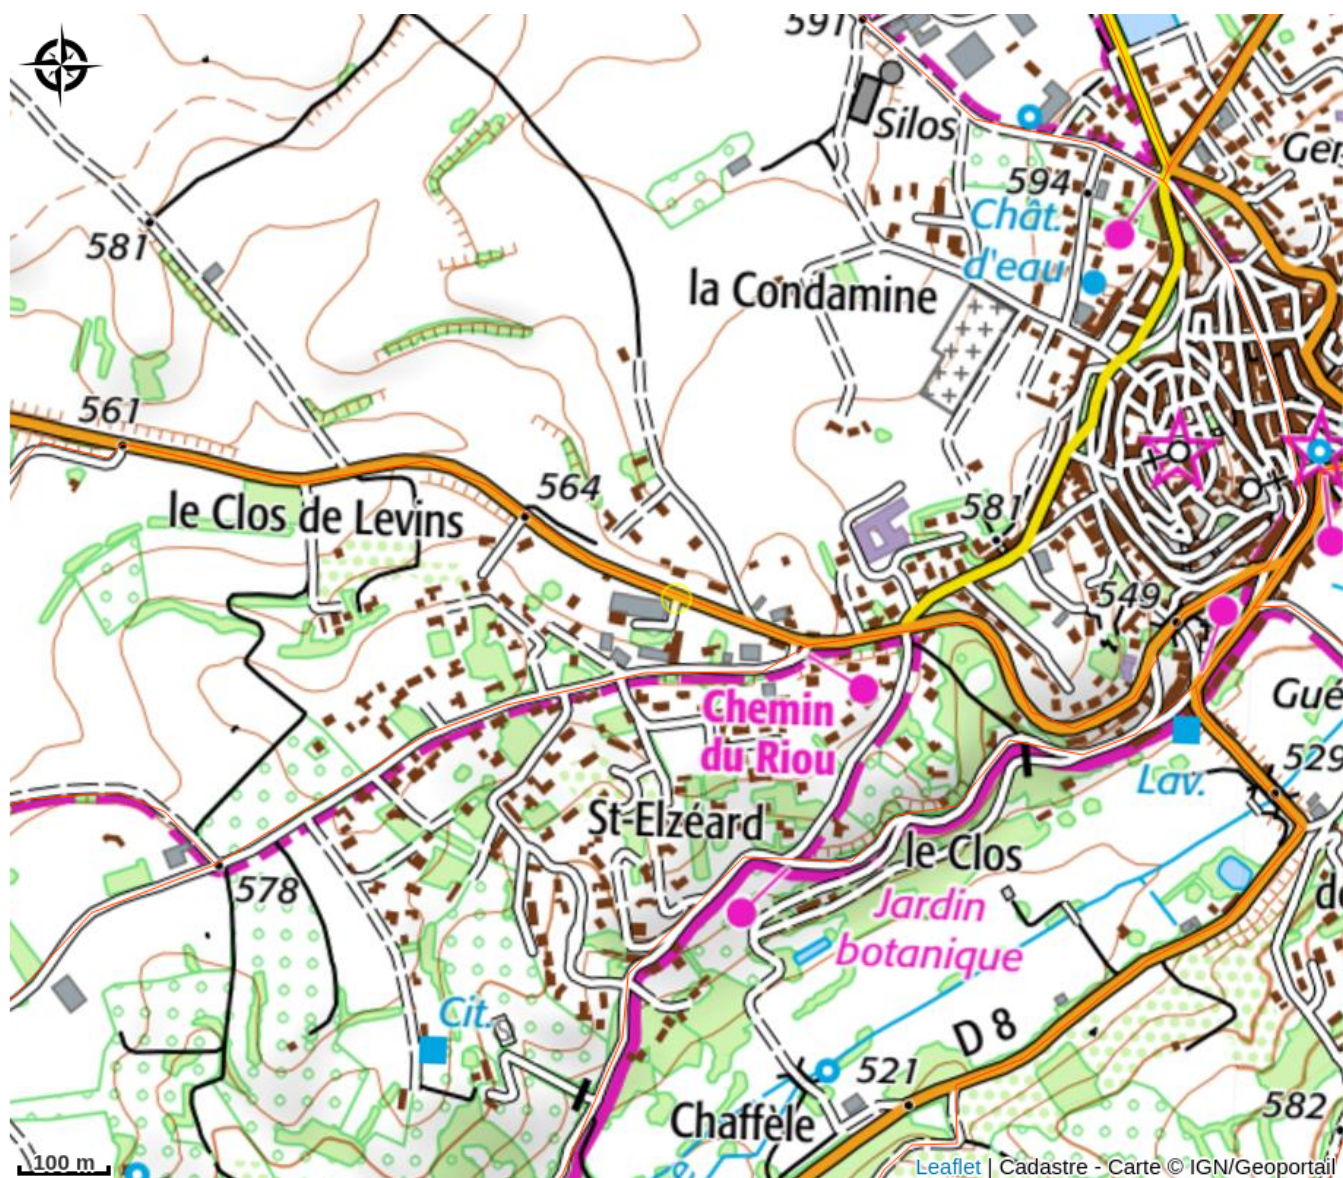 591
Silos
Ger
594
Chât.
d'eau
581
la Condamine
561
564
le Clos de Levins
581
549
Chemin
du Riou
Gue
529
Lav.
St-Elzéard
le Clos
578
Jardin
botanique
d
Cit.
D 8
521
Chaffèle
582
100 m
Leaflet | Cadastre - Carte © IGN/Geoportail